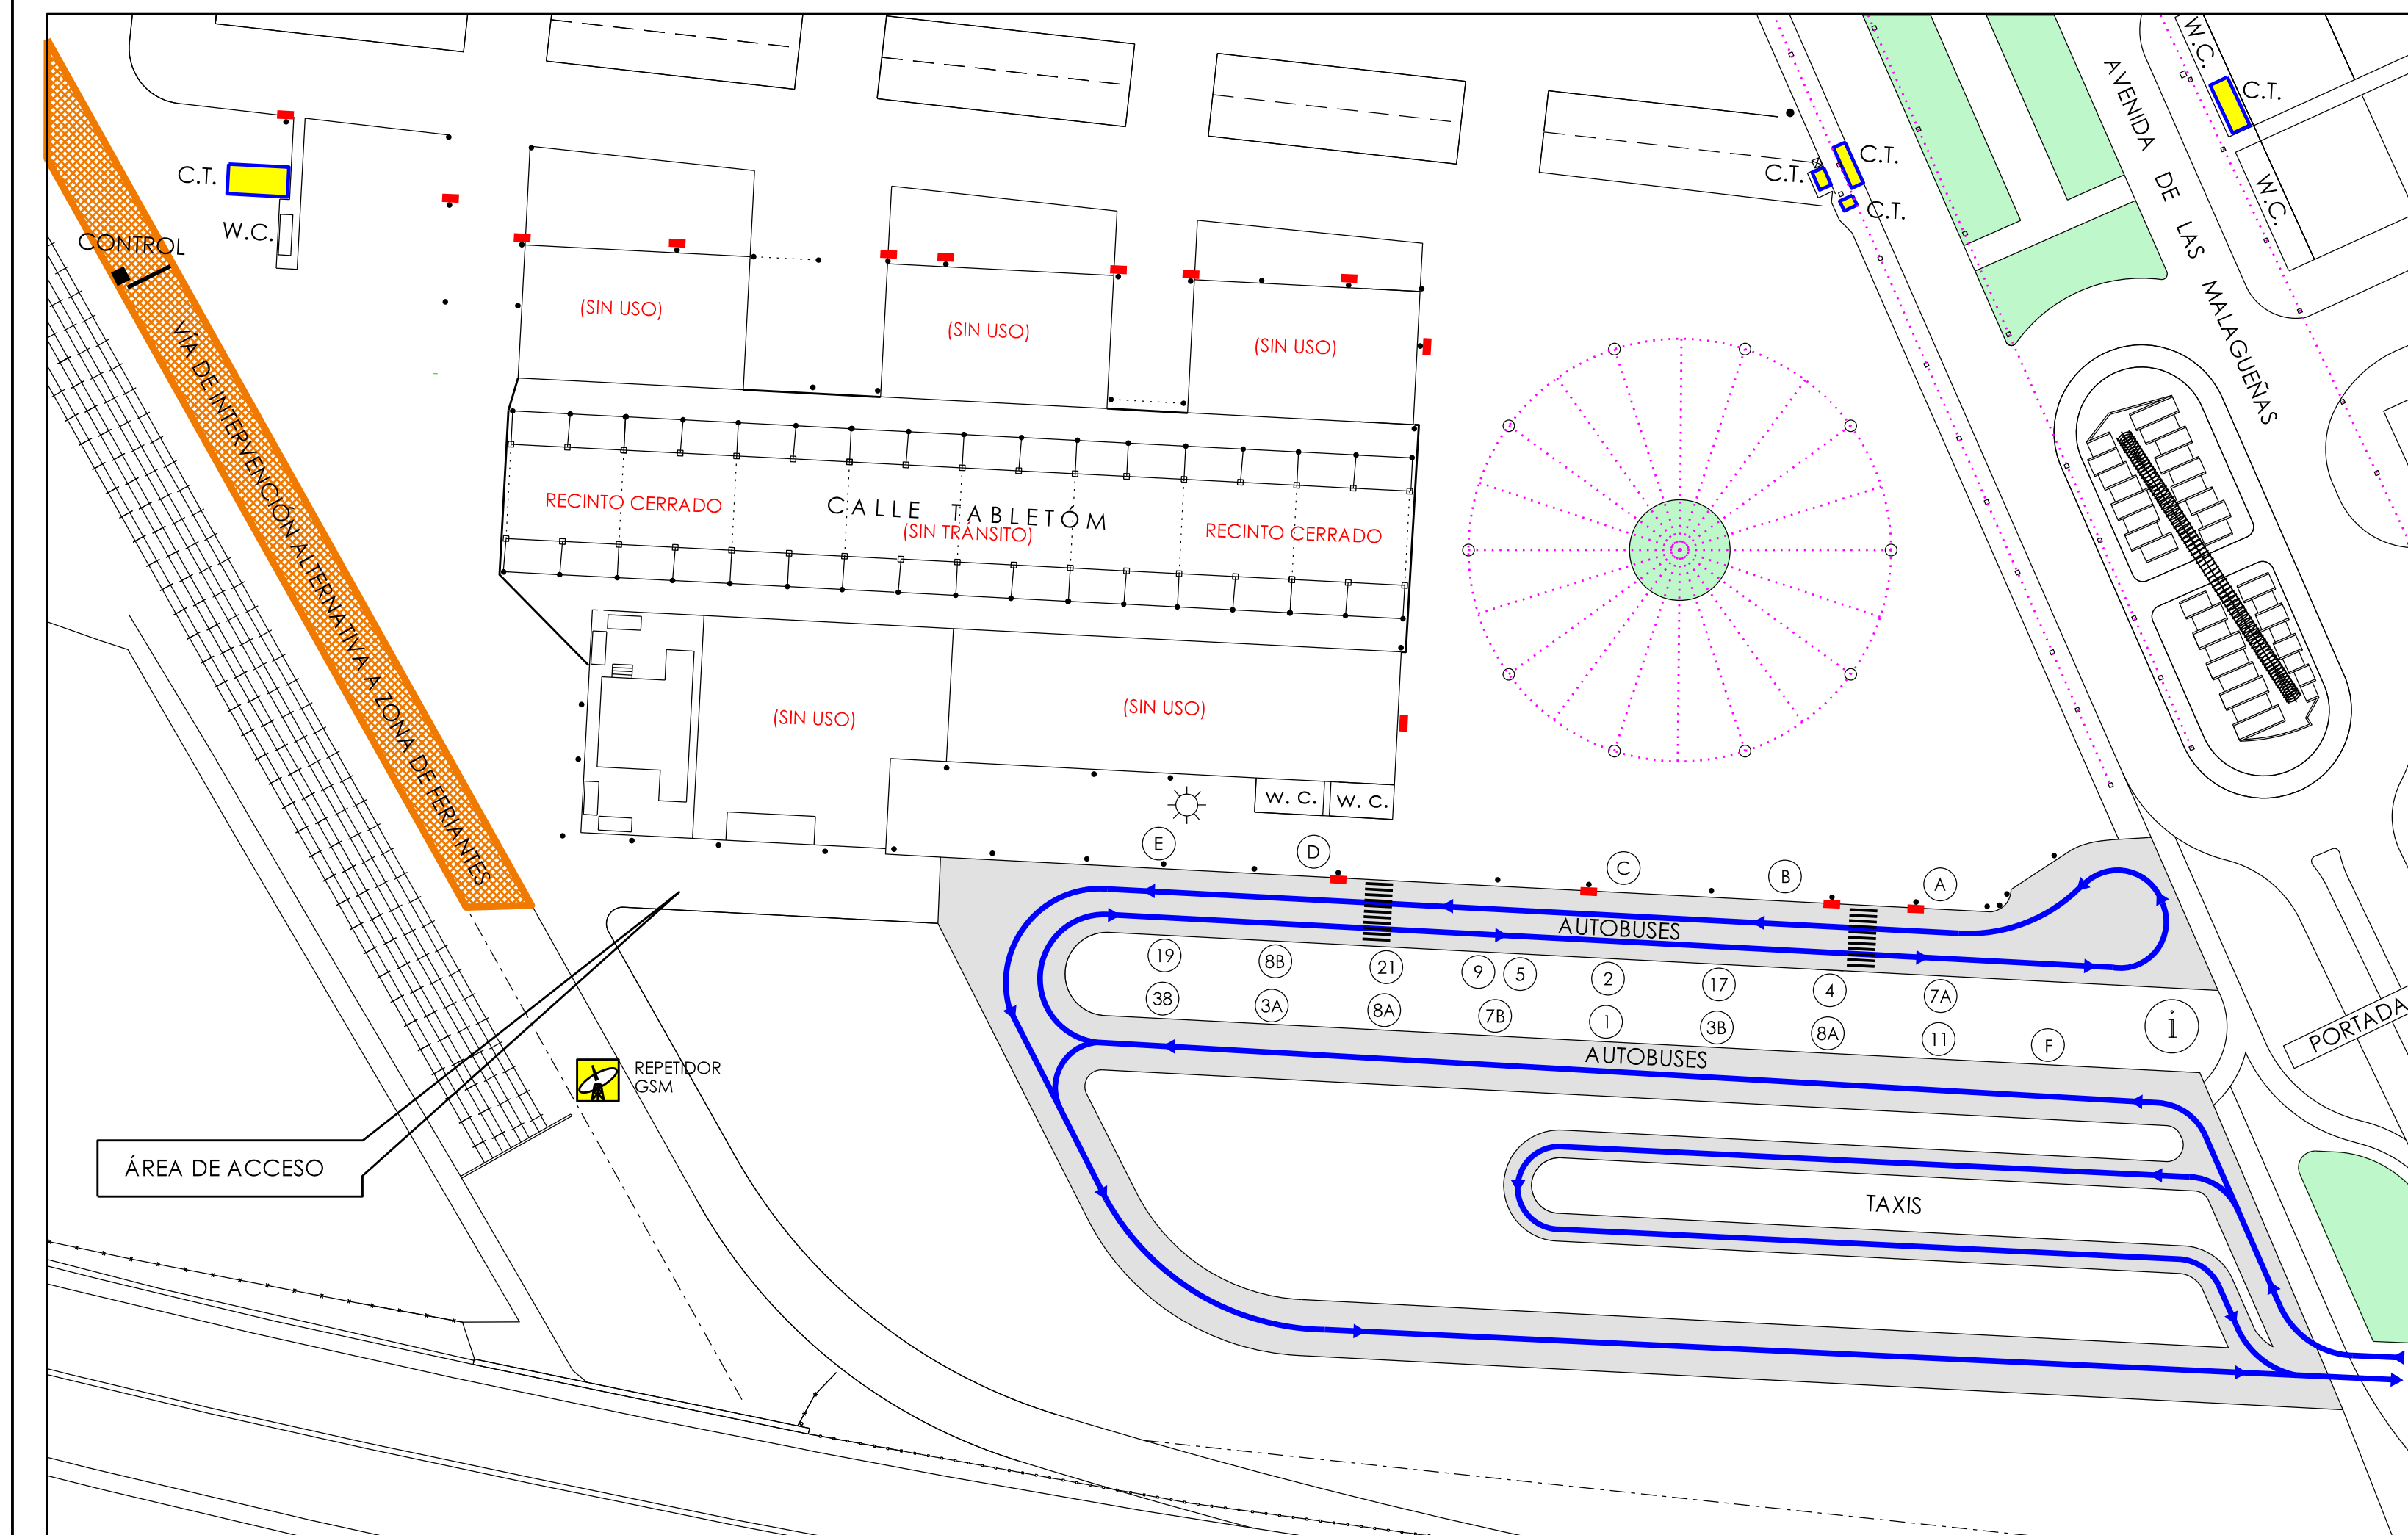 W.C.
C.T.
AVENIDA DE LAS MALAGUEÑAS
W.C.
C.T.
C.T.
C.T.
C.T.
W.C.
CONTROL
VÍA DE INTERVENCIÓN ALTERNATIVA A ZONA DE FERIANTES
(SIN USO)
(SIN USO)
(SIN USO)
RECINTO CERRADO
CALLE TABLETÓM
(SIN TRÁNSITO)
RECINTO CERRADO
(SIN USO)
(SIN USO)
W. C.
W. C.
E
D
C
B
A
AUTOBUSES
19
8B
21
9
5
2
17
4
7A
38
3A
8A
7B
1
3B
8A
11
F
i
PORTADA
AUTOBUSES
REPETIDOR
GSM
ÁREA DE ACCESO
TAXIS